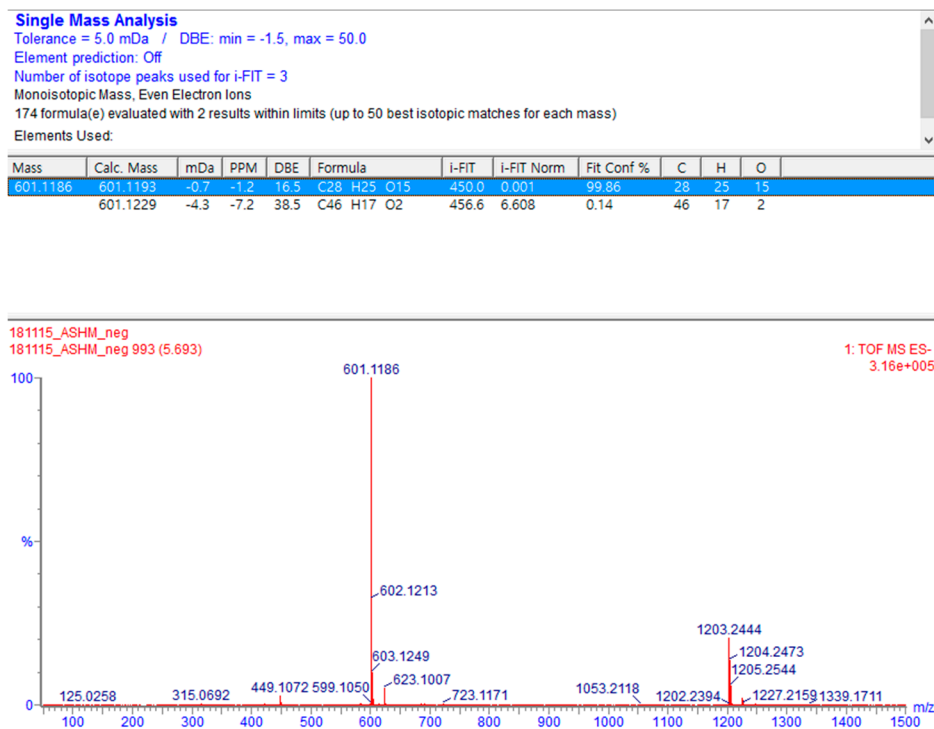 Single Mass Analysis
Tolerance = 5.0 mDa / DBE: min = -1.5, max = 50.0
Element prediction: Off
Number of isotope peaks used for i-FIT = 3
Monoisotopic Mass, Even Electron Ions
174 formula(e) evaluated with 2 results within limits (up to 50 best isotopic matches for each mass)
Elements Used:
Mass Calc. Mass mDa PPM DBE Formula i-FIT i-FIT Norm Fit Conf % C H O
601.1186 601.1193 -0.7 -1.2 16.5 C28 H25 O15 450.0 0.001 99.86 28 25 15
601.1229 -4.3 -7.2 38.5 C46 H17 O2 456.6 6.608 0.14 46 17 2
181115_ASHM_neg
181115_ASHM_neg 993 (5.693)
1: TOF MS ES-
3.16e+005
100
601.1186
%
602.1213
1203.2444
1204.2473
603.1249
1205.2544
623.1007
125.0258 315.0692 449.1072 599.1050 723.1171 1053.2118 1202.2394 1227.2159 1339.1711
0
m/z
100 200 300 400 500 600 700 800 900 1000 1100 1200 1300 1400 1500